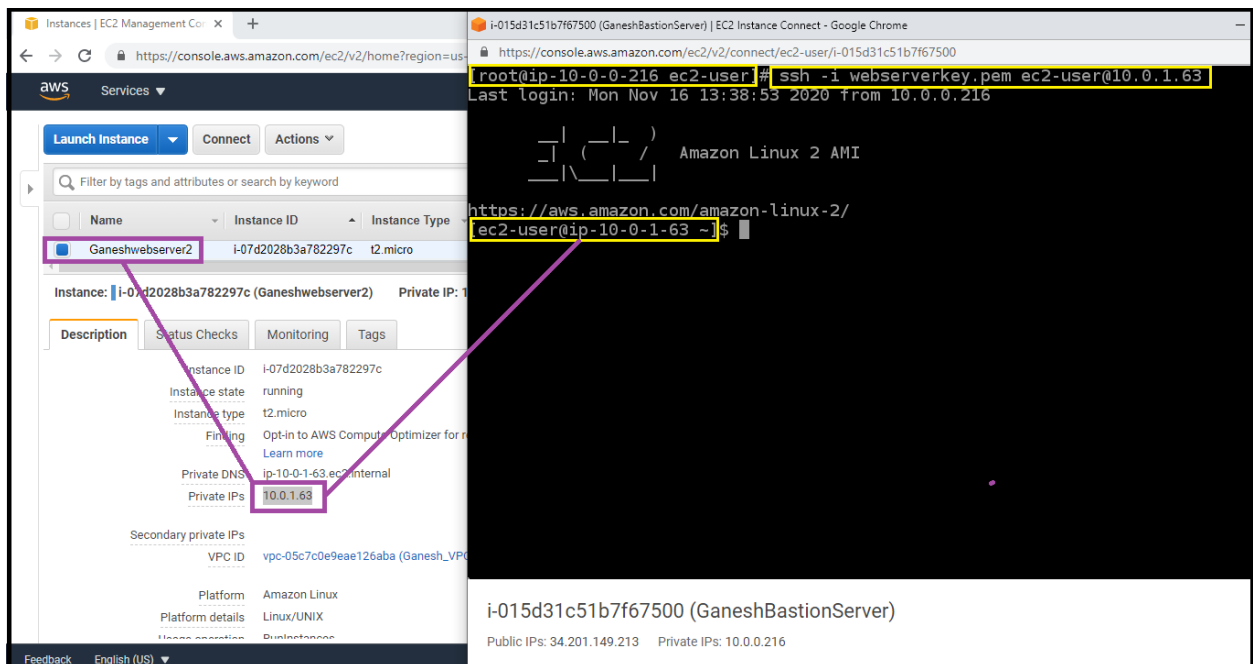 Instances | EC2 Management Cor
https://console.aws.amazon.com/ec2/v2/home?region=us-
aws
Services
Launch Instance
Connect
Actions
Filter by tags and attributes or search by keyword
Name
Instance ID
Instance Type
Ganeshwebserver2
i-07d2028b3a782297c
t2.micro
Instance: i-07d2028b3a782297c (Ganeshwebserver2) Private IP: 1
Description
Status Checks
Monitoring
Tags
Instance ID i-07d2028b3a782297c
Instance state running
Instance type t2.micro
Finding Opt-in to AWS Compute Optimizer for r
Learn more
Private DNS ip-10-0-1-63.ec2.internal
Private IPs 10.0.1.63
Secondary private IPs
VPC ID vpc-05c7c0e9eae126aba (Ganesh_VPC
Platform Amazon Linux
Platform details Linux/UNIX
Usage operation RunInstances
Feedback English (US)
i-015d31c51b7f67500 (GaneshBastionServer) | EC2 Instance Connect - Google Chrome
https://console.aws.amazon.com/ec2/v2/connect/ec2-user/i-015d31c51b7f67500
[root@ip-10-0-0-216 ec2-user]# ssh -i webserverkey.pem ec2-user@10.0.1.63
Last login: Mon Nov 16 13:38:53 2020 from 10.0.0.216
Amazon Linux 2 AMI
https://aws.amazon.com/amazon-linux-2/
[ec2-user@ip-10-0-1-63 ~]$
i-015d31c51b7f67500 (GaneshBastionServer)
Public IPs: 34.201.149.213 Private IPs: 10.0.0.216